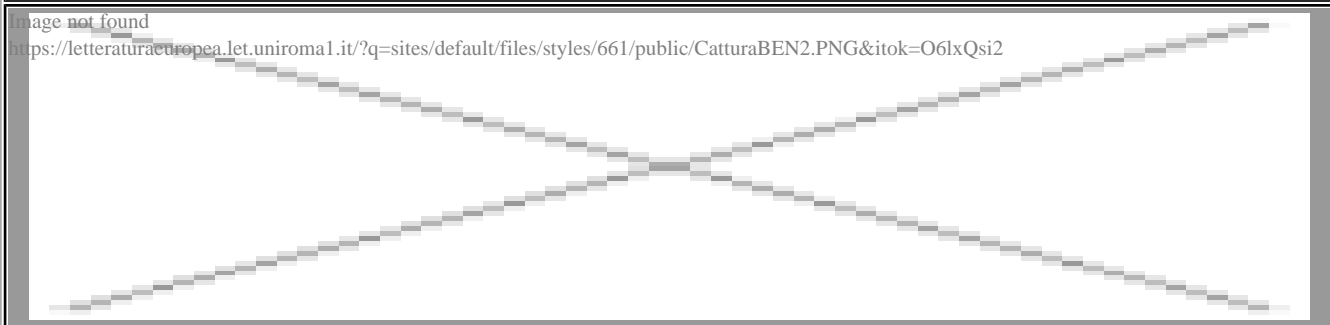 Image not found
https://letteraturaeuropea.let.uniroma1.it/?q=sites/default/files/styles/661/public/CatturaBEN2.PNG&itok=O6lxQsi2